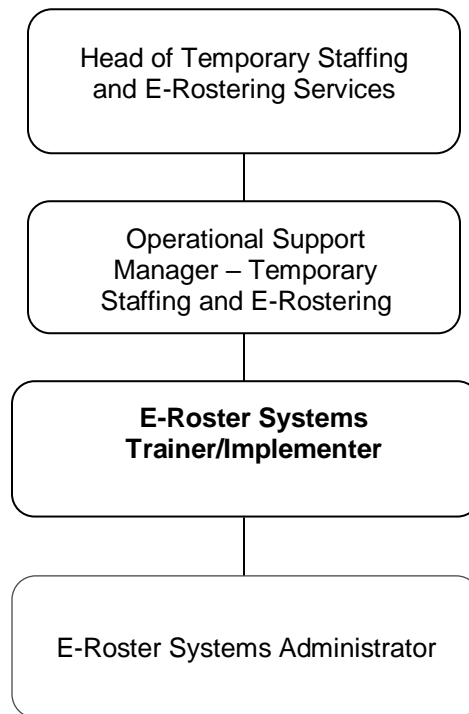 Head of Temporary Staffing
and E-Rostering Services
Operational Support
Manager – Temporary
Staffing and E-Rostering
E-Roster Systems
Trainer/Implementer
E-Roster Systems Administrator